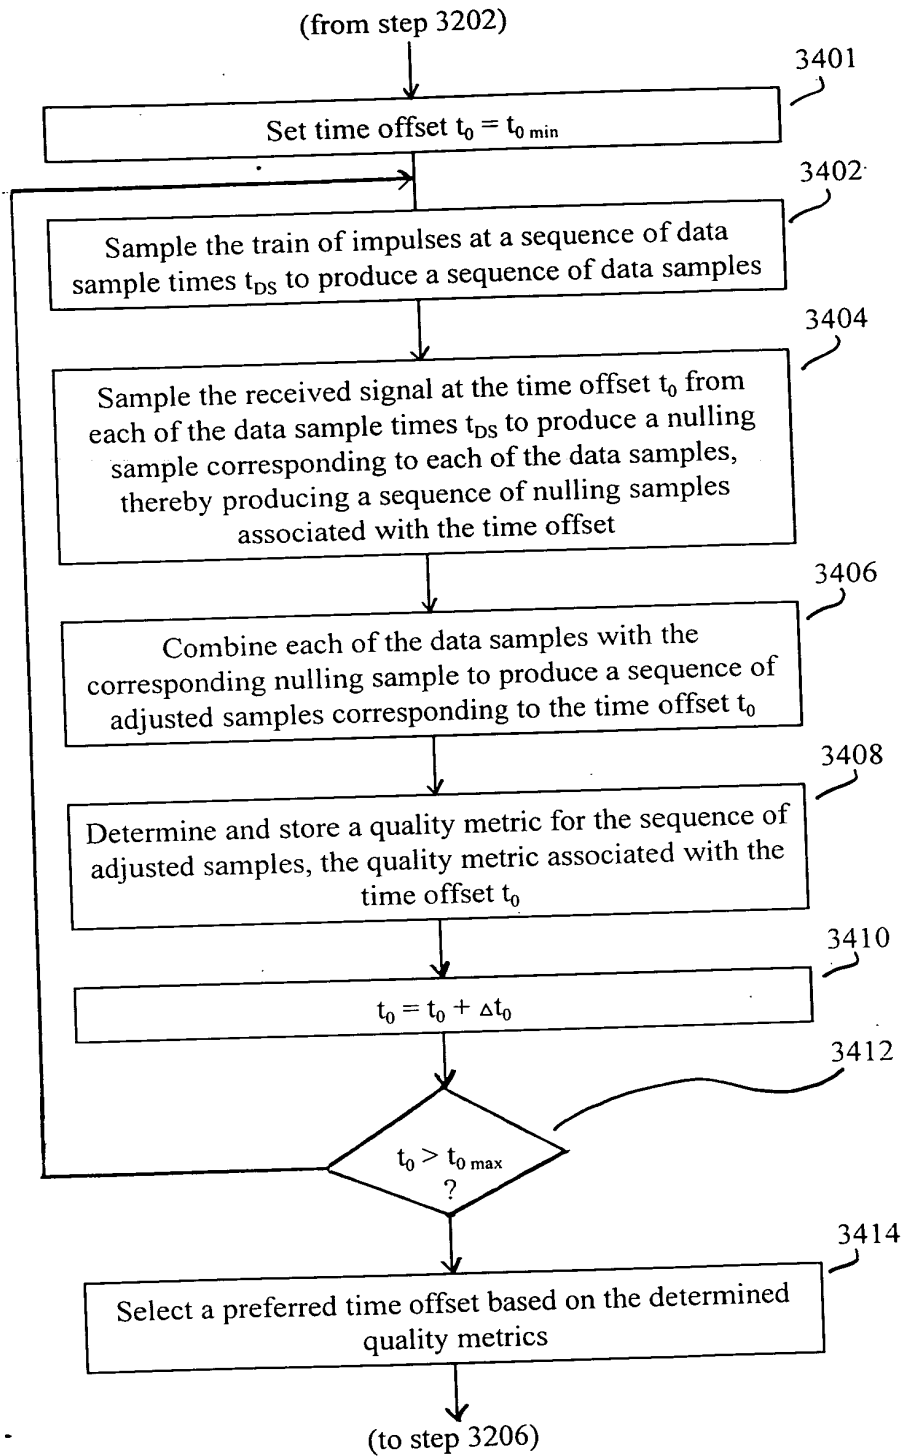 (from step 3202)
3401
Set time offset t₀ = t₀ min
3402
Sample the train of impulses at a sequence of data
sample times tDS to produce a sequence of data samples
3404
Sample the received signal at the time offset t₀ from
each of the data sample times tDS to produce a nulling
sample corresponding to each of the data samples,
thereby producing a sequence of nulling samples
associated with the time offset
3406
Combine each of the data samples with the
corresponding nulling sample to produce a sequence of
adjusted samples corresponding to the time offset t₀
3408
Determine and store a quality metric for the sequence of
adjusted samples, the quality metric associated with the
time offset t₀
3410
t₀ = t₀ + Δt₀
3412
t₀ > t₀ max
?
3414
Select a preferred time offset based on the determined
quality metrics
(to step 3206)